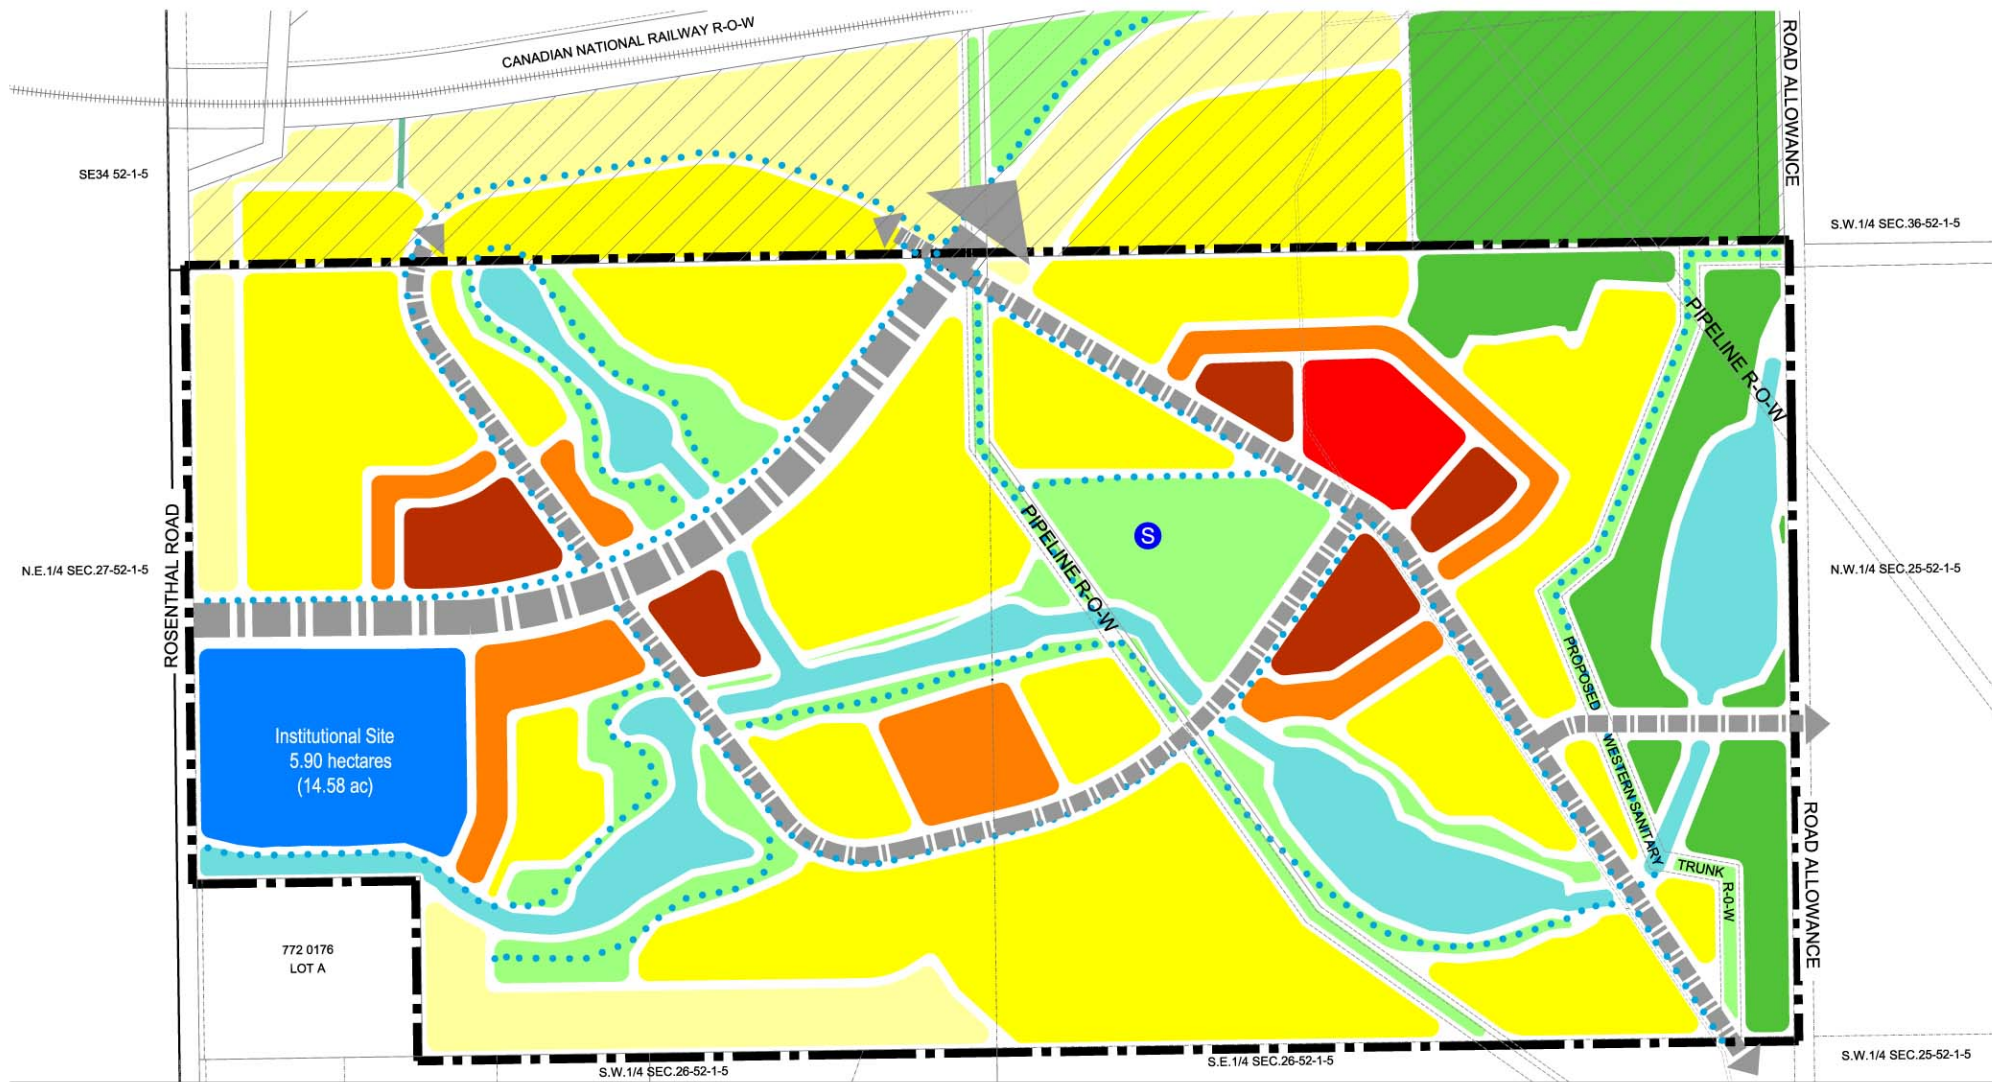 CANADIAN NATIONAL RAILWAY R-O-W
ROAD ALLOWANCE
SE34 52-1-5
S.W.1/4 SEC.36-52-1-5
PIPELINE R-O-W
ROSENTHAL ROAD
S
PIPELINE R-O-W
N.E.1/4 SEC.27-52-1-5
N.W.1/4 SEC.25-52-1-5
PROPOSED
WESTERN SANITARY
TRUNK
R-O-W
Institutional Site
5.90 hectares
(14.58 ac)
ROAD ALLOWANCE
772 0176
LOT A
S.W.1/4 SEC.26-52-1-5
S.E.1/4 SEC.26-52-1-5
S.W.1/4 SEC.25-52-1-5